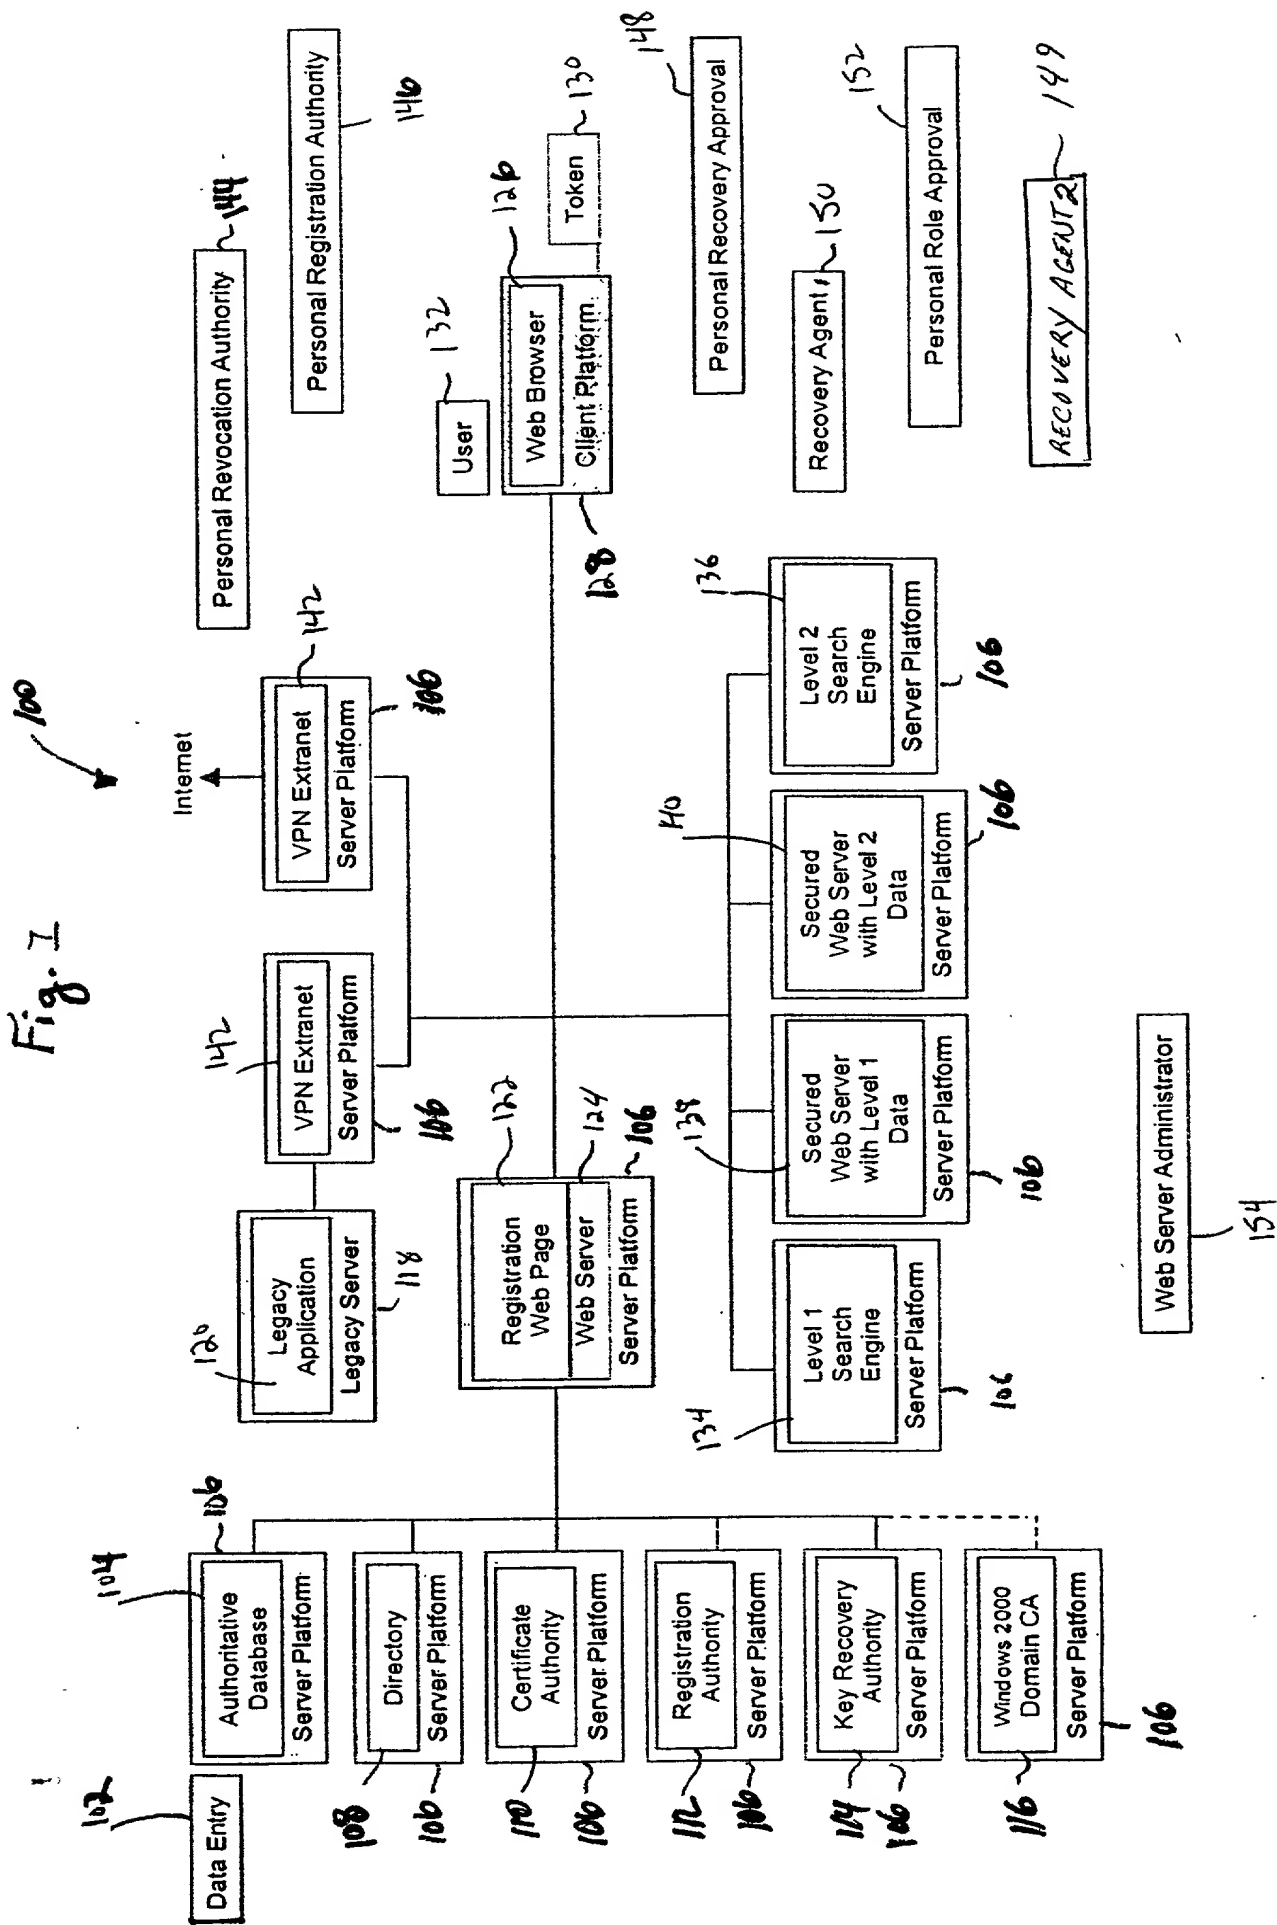 Fig. 1
100
102
Data Entry
104
106
Authoritative
Database
Server Platform
108
Directory
Server Platform
106
110
Certificate
Authority
Server Platform
106
112
Registration
Authority
Server Platform
106
Key Recovery
Authority
Server Platform
106
116
Windows 2000
Domain CA
Server Platform
106
120
Legacy
Application
Legacy Server
118
142
VPN Extranet
Server Platform
106
Internet
142
VPN Extranet
Server Platform
106
144
Personal Revocation Authority
Personal Registration Authority
146
122
Registration
Web Page
124
Web Server
Server Platform
106
132
User
126
Web Browser
Client Platform
128
Token
130
134
Level 1
Search
Engine
Server Platform
106
138
Secured
Web Server
with Level 1
Data
Server Platform
106
140
Secured
Web Server
with Level 2
Data
Server Platform
106
136
Level 2
Search
Engine
Server Platform
106
148
Personal Recovery Approval
Recovery Agent 1
150
152
Personal Role Approval
RECOVERY AGENT 2
149
Web Server Administrator
154